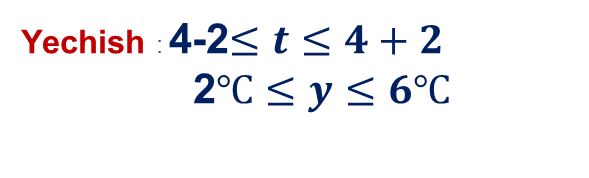 Yechish : 4-2≤ t ≤ 4 + 2
2°C ≤ y ≤ 6°C